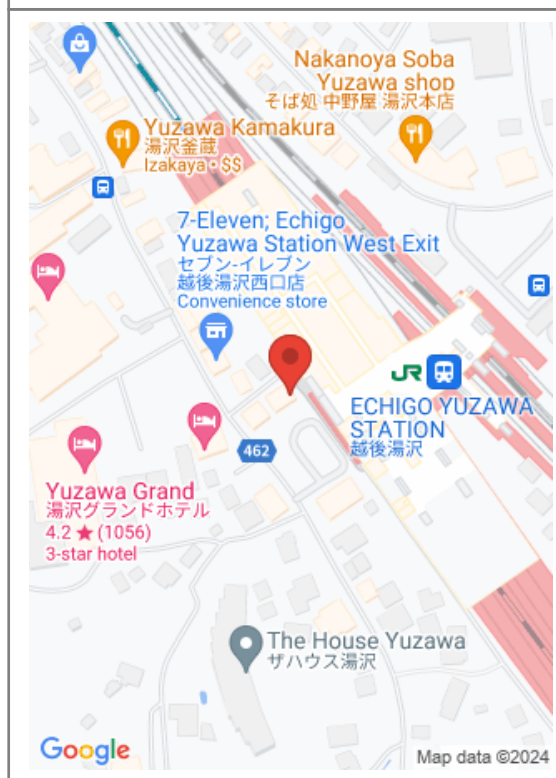 Nakanoya Soba
Yuzawa shop
そば処 中野屋 湯沢本店
Yuzawa Kamakura
湯沢釜蔵
Izakaya • $$
7-Eleven; Echigo
Yuzawa Station West Exit
セブン-イレブン
越後湯沢西口店
Convenience store
JR
ECHIGO YUZAWA
STATION
越後湯沢
462
Yuzawa Grand
湯沢グランドホテル
4.2 ★ (1056)
3-star hotel
The House Yuzawa
ザハウス湯沢
Google
Map data ©2024